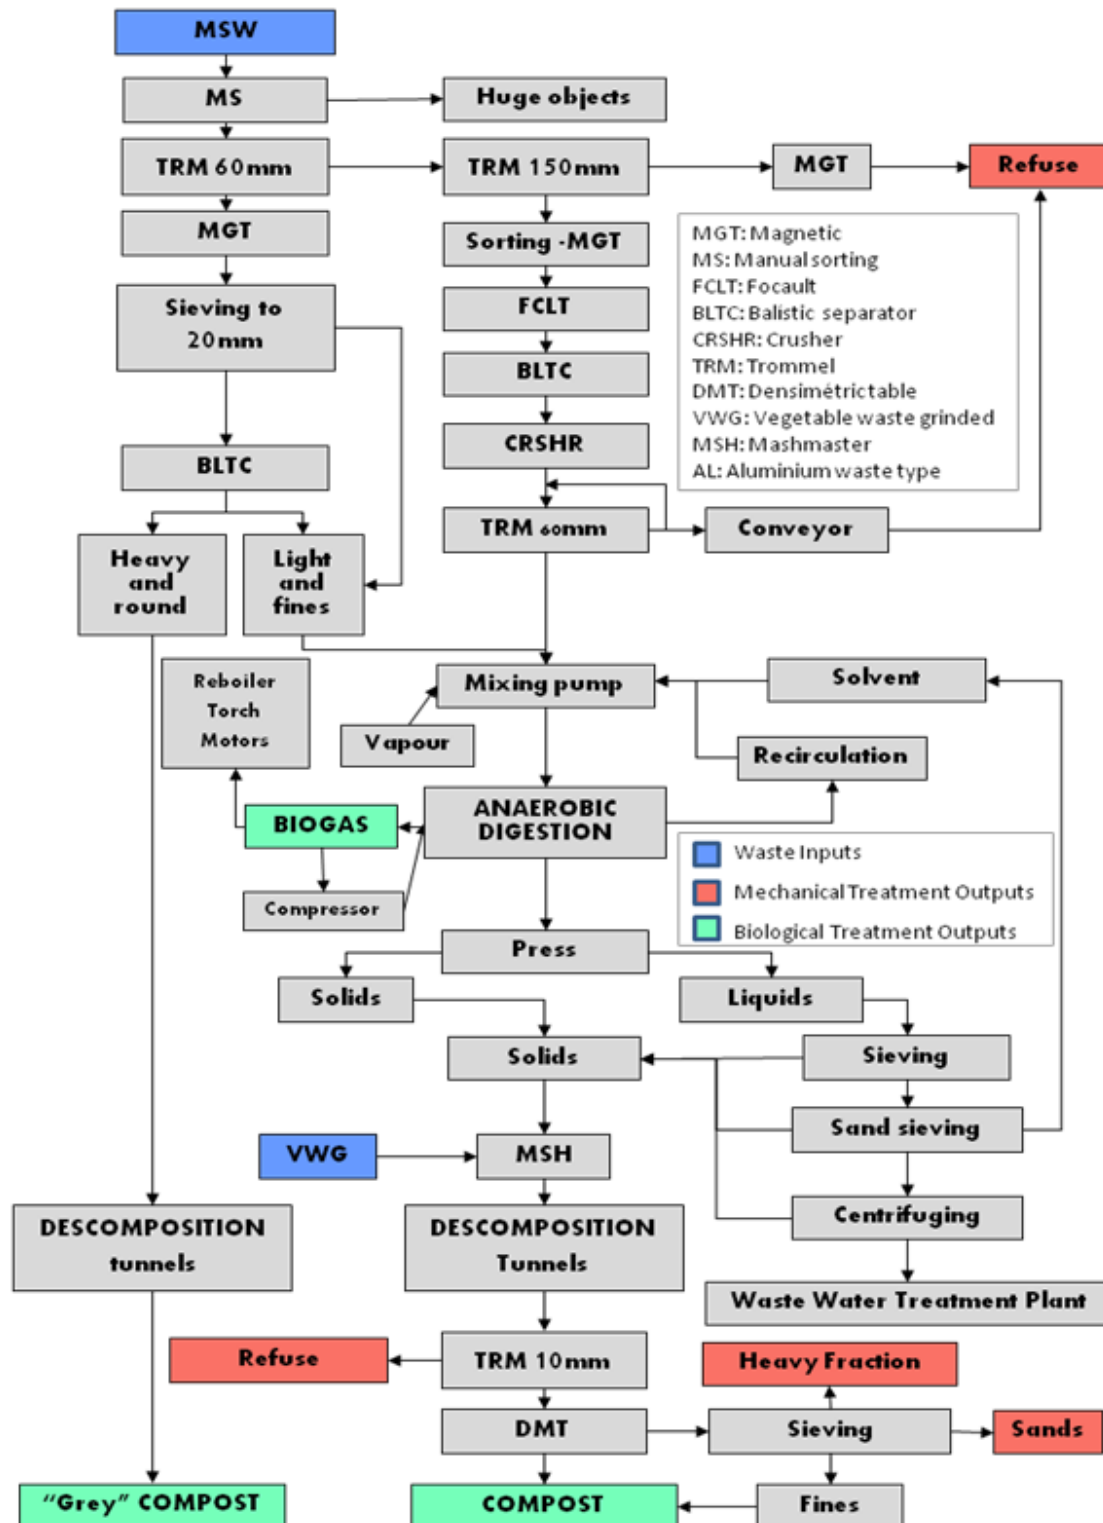 MSW
MS
Huge objects
TRM 60mm
TRM 150mm
MGT
Refuse
MGT
Sorting -MGT
MGT: Magnetic
MS: Manual sorting
FCLT: Focault
BLTC: Balístic separator
CRSHR: Crusher
TRM: Trommel
DMT: Densimétric table
VWG: Vegetable waste grinded
MSH: Mashmaster
AL: Aluminium waste type
Sieving to
20mm
FCLT
BLTC
CRSHR
BLTC
TRM 60mm
Conveyor
Heavy
and
round
Light
and
fines
Reboiler
Torch
Motors
Mixing pump
Solvent
Vapour
Recirculation
ANAEROBIC
DIGESTION
BIOGAS
Compressor
Waste Inputs
Mechanical Treatment Outputs
Biological Treatment Outputs
Press
Solids
Liquids
Solids
Sieving
Sand sieving
VWG
MSH
Centrifuging
DESCOMPOSITION
tunnels
DESCOMPOSITION
Tunnels
Waste Water Treatment Plant
Refuse
TRM 10mm
Heavy Fraction
DMT
Sieving
Sands
“Grey” COMPOST
COMPOST
Fines